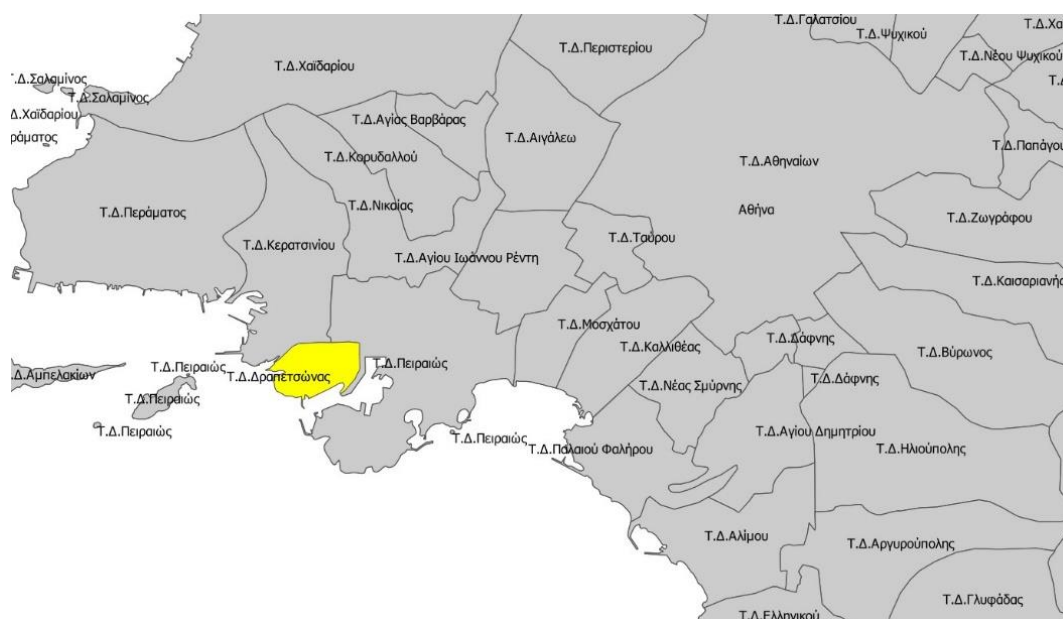 Τ.Δ.Γαλατσίου
Τ.Δ.Ψυχικού
Τ.Δ.Χα
Τ.Δ.Περιστερίου
Τ.Δ.Νέου Ψυχικού
Τ.Δ.Χαϊδαρίου
Τ.Δ.Σαλαμίνος
Τ.Δ
Τ.Δ.Σαλαμίνος
Δ.Χαϊδαρίου
Τ.Δ.Αγίας Βαρβάρας
ράματος
Τ.Δ.Αιγάλεω
Τ.Δ.Παπάγου
Τ.Δ.Κορυδαλλού
Τ.Δ.Αθηναίων
Τ.Δ.Νικαίας
Αθήνα
Τ.Δ.Περάματος
Τ.Δ.Ζωγράφου
Τ.Δ.Ταύρου
Τ.Δ.Κερατσινίου
Τ.Δ.Αγίου Ιωάννου Ρέντη
Τ.Δ.Καισαριανής
Τ.Δ.Μοσχάτου
Τ.Δ.Δάφνης
Τ.Δ.Καλλιθέας
Τ.Δ.Βύρωνος
Τ.Δ.Πειραιώς
Τ.Δ.Πειραιώς
Τ.Δ.Αμπελακίων
Τ.Δ.Δραπετσώνας
Τ.Δ.Δάφνης
Τ.Δ.Νέας Σμύρνης
Τ.Δ.Πειραιώς
Τ.Δ.Πειραιώς
Τ.Δ.Αγίου Δημητρίου
Τ.Δ.Πειραιώς
Τ.Δ.Παλαιού Φαλήρου
Τ.Δ.Ηλιούπολης
Τ.Δ.Αλίμου
Τ.Δ.Αργυρούπολης
Τ.Δ.Γλυφάδας
Τ.Δ.Ελληνικού